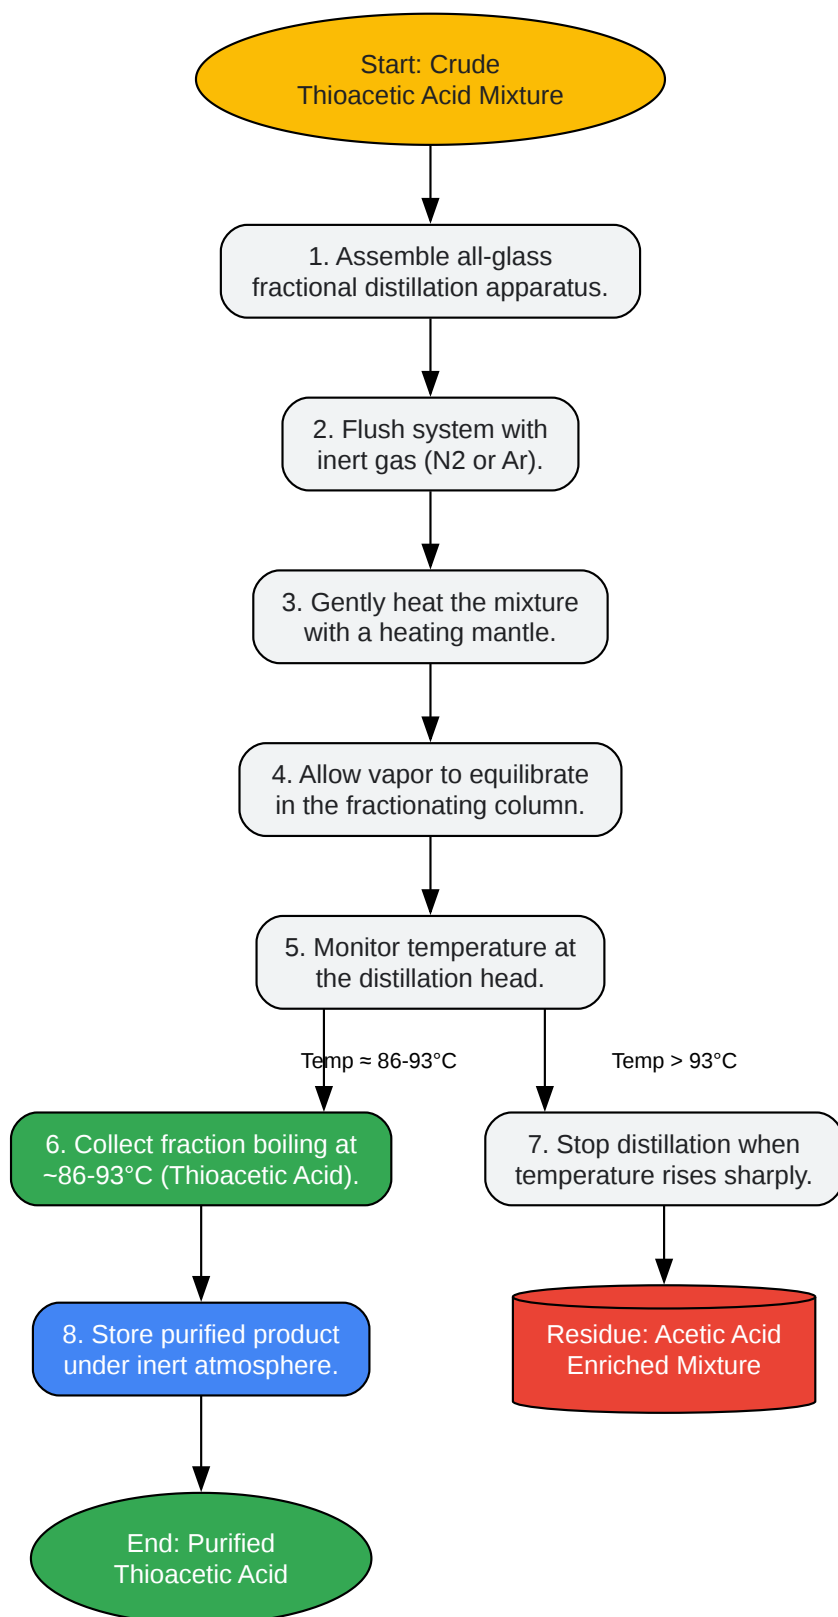 Start: Crude
Thioacetic Acid Mixture
1. Assemble all-glass
fractional distillation apparatus.
2. Flush system with
inert gas (N2 or Ar).
3. Gently heat the mixture
with a heating mantle.
4. Allow vapor to equilibrate
in the fractionating column.
5. Monitor temperature at
the distillation head.
Temp ≈ 86-93°C
Temp > 93°C
6. Collect fraction boiling at
~86-93°C (Thioacetic Acid).
7. Stop distillation when
temperature rises sharply.
8. Store purified product
under inert atmosphere.
Residue: Acetic Acid
Enriched Mixture
End: Purified
Thioacetic Acid